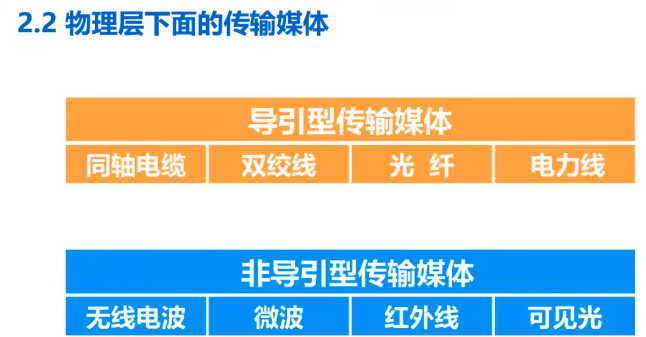 2.2 物理层下面的传输媒体
导引型传输媒体
同轴电缆 双绞线 光 纤 电力线
非导引型传输媒体
无线电波 微波 红外线 可见光